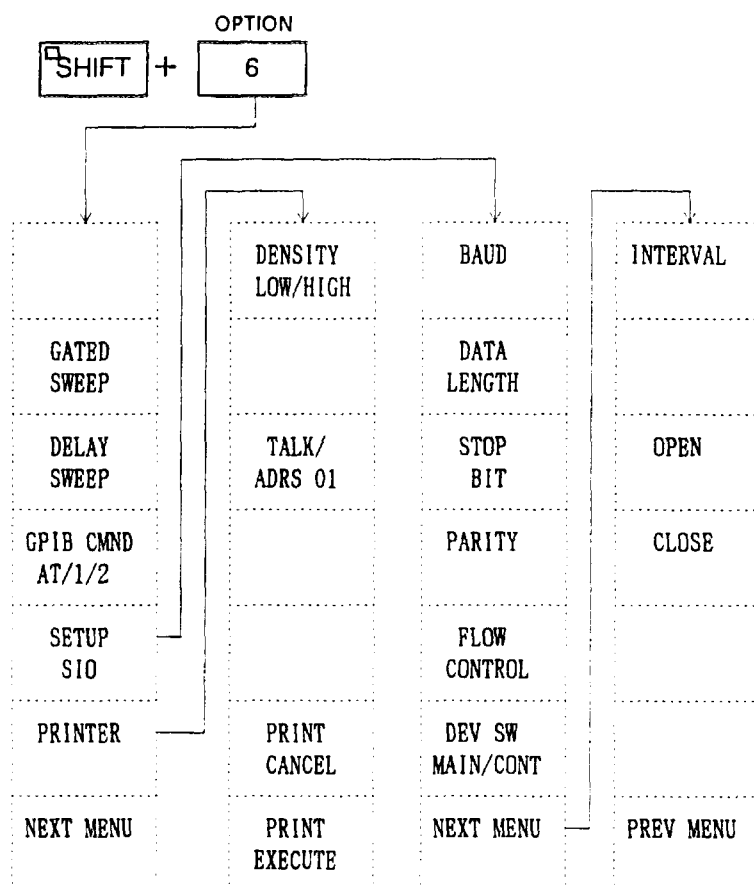 OPTION
SHIFT + 6
DENSITY
LOW/HIGH
BAUD
INTERVAL
GATED
SWEEP
DATA
LENGTH
DELAY
SWEEP
TALK/
ADRS 01
STOP
BIT
OPEN
GPIB CMND
AT/1/2
PARITY
CLOSE
SETUP
SIO
FLOW
CONTROL
PRINTER
PRINT
CANCEL
DEV SW
MAIN/CONT
NEXT MENU
PRINT
EXECUTE
NEXT MENU
PREV MENU